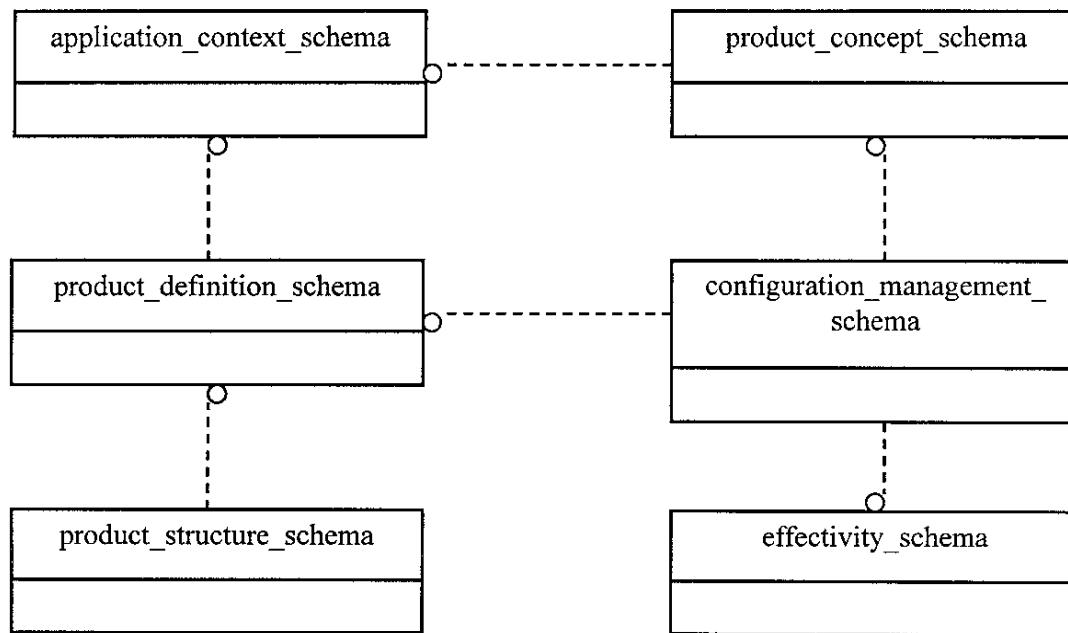 application_context_schema
product_concept_schema
product_definition_schema
configuration_management_
schema
product_structure_schema
effectivity_schema